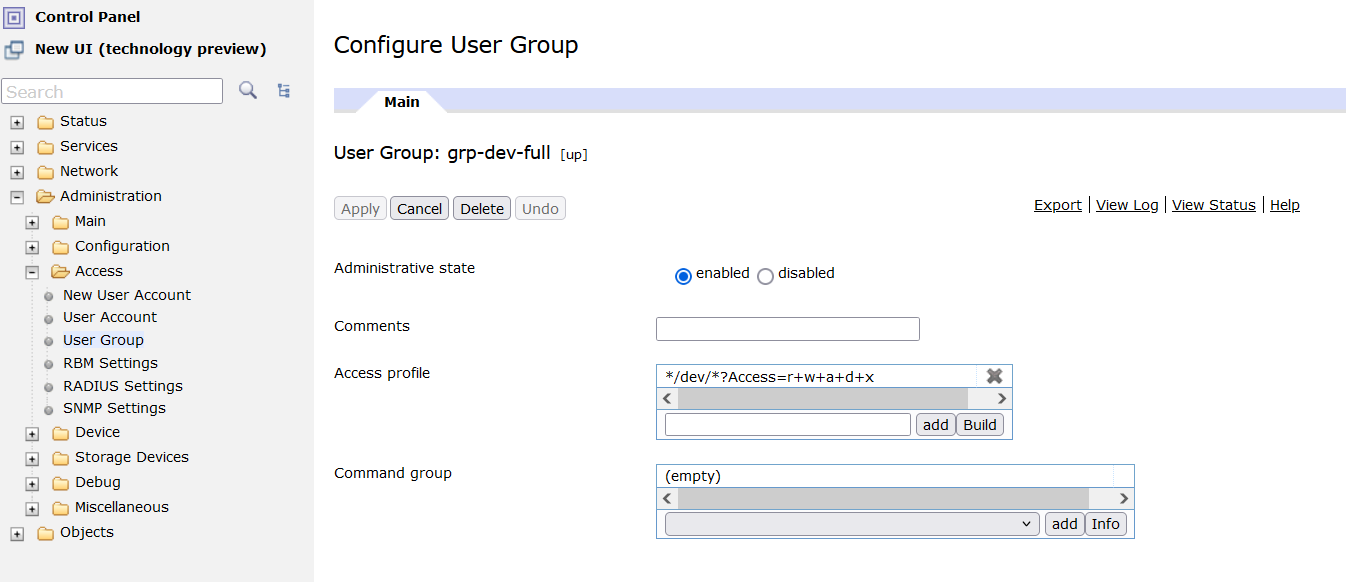 Control Panel
New UI (technology preview)
Search
Status
Services
Network
Administration
Main
Configuration
Access
New User Account
User Account
User Group
RBM Settings
RADIUS Settings
SNMP Settings
Device
Storage Devices
Debug
Miscellaneous
Objects
Configure User Group
Main
User Group: grp-dev-full [up]
Apply Cancel Delete Undo
Export View Log View Status Help
Administrative state enabled disabled
Comments
Access profile */dev/*?Access=r+w+a+d+x
add Build
Command group (empty)
add Info